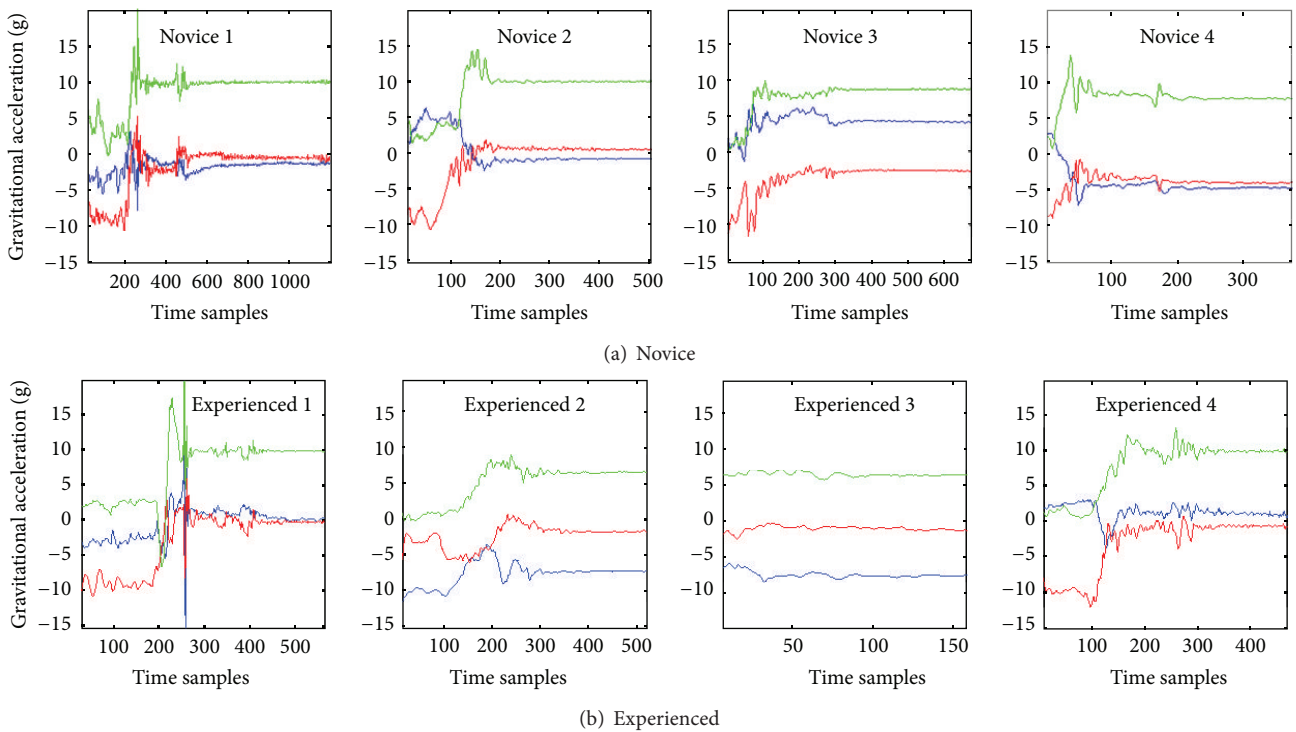 Gravitational acceleration (g)
15
10
5
0
−5
−10
−15
Novice 1
200 400 600 800 1000
Time samples
15
10
5
0
−5
−10
−15
Novice 2
100 200 300 400 500
Time samples
15
10
5
0
−5
−10
−15
Novice 3
100 200 300 400 500 600
Time samples
15
10
5
0
−5
−10
−15
Novice 4
100 200 300
Time samples
(a) Novice
Gravitational acceleration (g)
15
10
5
0
−5
−10
−15
Experienced 1
100 200 300 400 500
Time samples
15
10
5
0
−5
−10
−15
Experienced 2
100 200 300 400 500
Time samples
15
10
5
0
−5
−10
Experienced 3
50 100 150
Time samples
15
10
5
0
−5
−10
−15
Experienced 4
100 200 300 400
Time samples
(b) Experienced